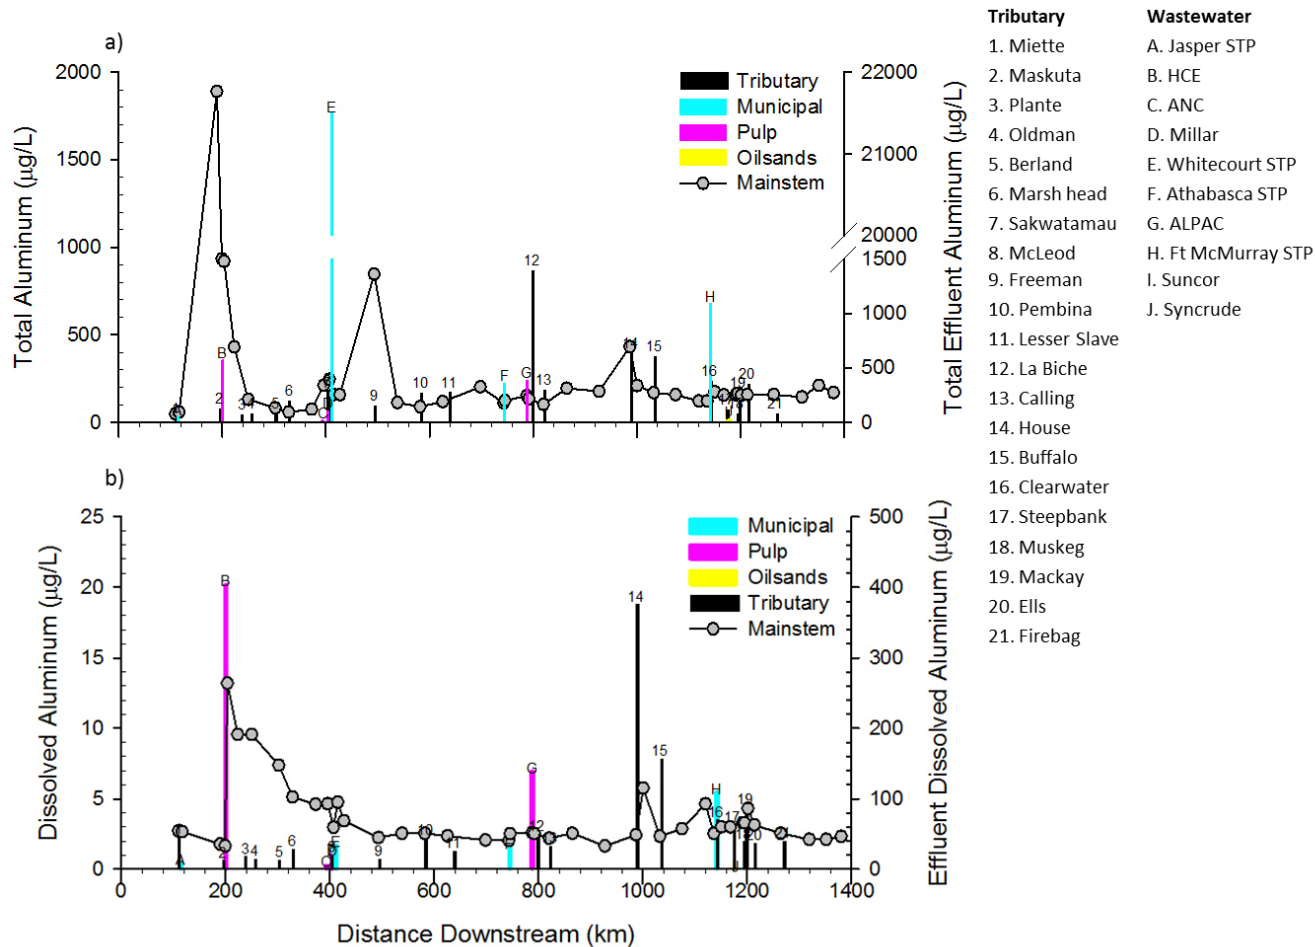 a)
Total Aluminum (µg/L)
2000
1500
1000
500
0
Tributary
Municipal
Pulp
Oilsands
Mainstem
22000
21000
20000
1500
1000
500
0
Total Effluent Aluminum (µg/L)
A
2
B
3
5
6
C
D
E
9
10
11
F
G
12
13
14
15
16
H
19
20
21
b)
Dissolved Aluminum (µg/L)
25
20
15
10
5
0
Municipal
Pulp
Oilsands
Tributary
Mainstem
500
400
300
200
100
0
Effluent Dissolved Aluminum (µg/L)
A
2
B
3
4
5
6
C
E
9
10
11
G
12
14
15
H
16
17
19
20
0
200
400
600
800
1000
1200
1400
Distance Downstream (km)
Tributary
1. Miette
2. Maskuta
3. Plante
4. Oldman
5. Berland
6. Marsh head
7. Sakwatamau
8. McLeod
9. Freeman
10. Pembina
11. Lesser Slave
12. La Biche
13. Calling
14. House
15. Buffalo
16. Clearwater
17. Steepbank
18. Muskeg
19. Mackay
20. Ells
21. Firebag
Wastewater
A. Jasper STP
B. HCE
C. ANC
D. Millar
E. Whitecourt STP
F. Athabasca STP
G. ALPAC
H. Ft McMurray STP
I. Suncor
J. Syncrude